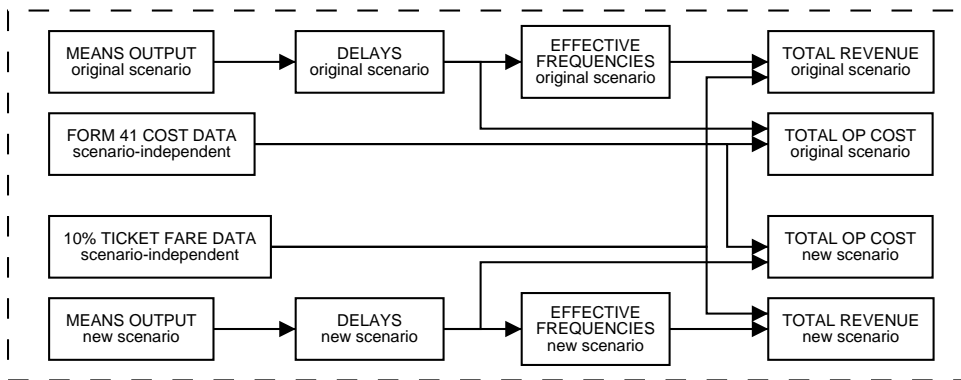 MEANS OUTPUT
original scenario
DELAYS
original scenario
EFFECTIVE
FREQUENCIES
original scenario
TOTAL REVENUE
original scenario
FORM 41 COST DATA
scenario-independent
TOTAL OP COST
original scenario
10% TICKET FARE DATA
scenario-independent
TOTAL OP COST
new scenario
MEANS OUTPUT
new scenario
DELAYS
new scenario
EFFECTIVE
FREQUENCIES
new scenario
TOTAL REVENUE
new scenario